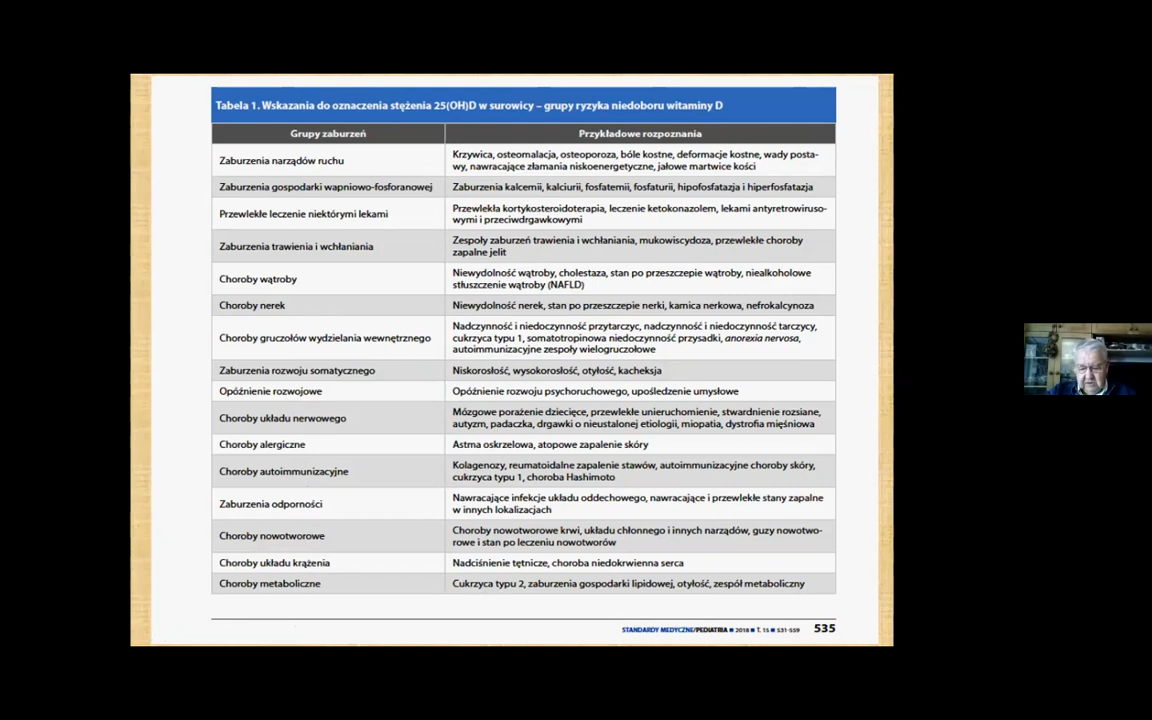 Tabela 1. Wskazania do oznaczenia stężenia 25(OH)D w surowicy – grupy ryzyka niedoboru witaminy D
Grupy zaburzeń
Przykładowe rozpoznania
Zaburzenia narządów ruchu
Krzywica, osteomalacja, osteoporoza, bóle kostne, deformacje kostne, wady posta-
wy, nawracające złamania niskoenergetyczne, jałowe martwice kości
Zaburzenia gospodarki wapniowo-fosforanowej
Zaburzenia kalcemii, kalciurii, fosfatemii, fosfaturii, hipofosfatazja i hiperfosfatazja
Przewlekłe leczenie niektórymi lekami
Przewlekła kortykosteroidoterapia, leczenie ketokonazolem, lekami antyretrowiruso-
wymi i przeciwdrgawkowymi
Zaburzenia trawienia i wchłaniania
Zespoły zaburzeń trawienia i wchłaniania, mukowiscydoza, przewlekłe choroby
zapalne jelit
Choroby wątroby
Niewydolność wątroby, cholestaza, stan po przeszczepie wątroby, niealkoholowe
stłuszczenie wątroby (NAFLD)
Choroby nerek
Niewydolność nerek, stan po przeszczepie nerki, kamica nerkowa, nefrokalcynoza
Choroby gruczołów wydzielania wewnętrznego
Nadczynność i niedoczynność przytarczyc, nadczynność i niedoczynność tarczycy,
cukrzyca typu 1, somatotropinowa niedoczynność przysadki, anorexia nervosa,
autoimmunizacyjne zespoły wielogruczołowe
Zaburzenia rozwoju somatycznego
Niskorosłość, wysokorosłość, otyłość, kacheksja
Opóźnienie rozwojowe
Opóźnienie rozwoju psychoruchowego, upośledzenie umysłowe
Choroby układu nerwowego
Mózgowe porażenie dziecięce, przewlekłe unieruchomienie, stwardnienie rozsiane,
autyzm, padaczka, drgawki o nieustalonej etiologii, miopatia, dystrofia mięśniowa
Choroby alergiczne
Astma oskrzelowa, atopowe zapalenie skóry
Choroby autoimmunizacyjne
Kolagenozy, reumatoidalne zapalenie stawów, autoimmunizacyjne choroby skóry,
cukrzyca typu 1, choroba Hashimoto
Zaburzenia odporności
Nawracające infekcje układu oddechowego, nawracające i przewlekłe stany zapalne
w innych lokalizacjach
Choroby nowotworowe
Choroby nowotworowe krwi, układu chłonnego i innych narządów, guzy nowotwo-
rowe i stan po leczeniu nowotworów
Choroby układu krążenia
Nadciśnienie tętnicze, choroba niedokrwienna serca
Choroby metaboliczne
Cukrzyca typu 2, zaburzenia gospodarki lipidowej, otyłość, zespół metaboliczny
STANDARDY MEDYCZNE/PEDIATRIA ■ 2018 ■ T. 15 ■ 531-559 535